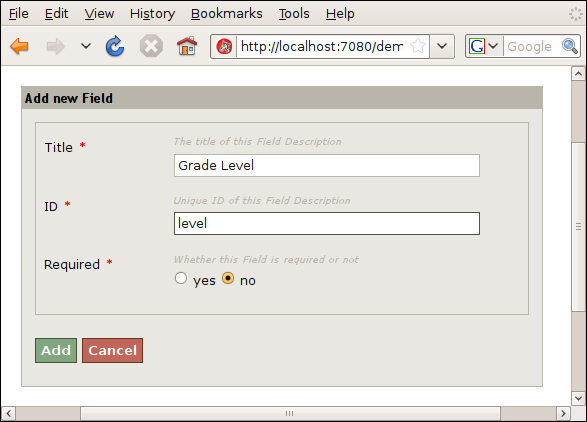 File Edit View History Bookmarks Tools Help
http://localhost:7080/dem
G Google
Add new Field
The title of this Field Description
Title *
Grade Level
Unique ID of this Field Description
ID *
level
Whether this Field is required or not
Required *
yes no
Add Cancel